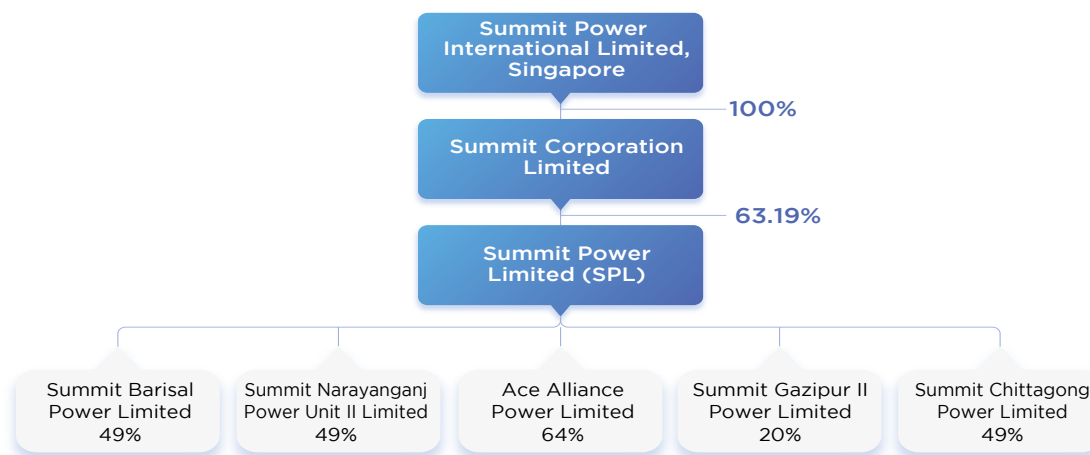 Summit Power
International Limited,
Singapore
100%
Summit Corporation
Limited
63.19%
Summit Power
Limited (SPL)
Summit Barisal
Power Limited
49%
Summit Narayanganj
Power Unit II Limited
49%
Ace Alliance
Power Limited
64%
Summit Gazipur II
Power Limited
20%
Summit Chittagong
Power Limited
49%